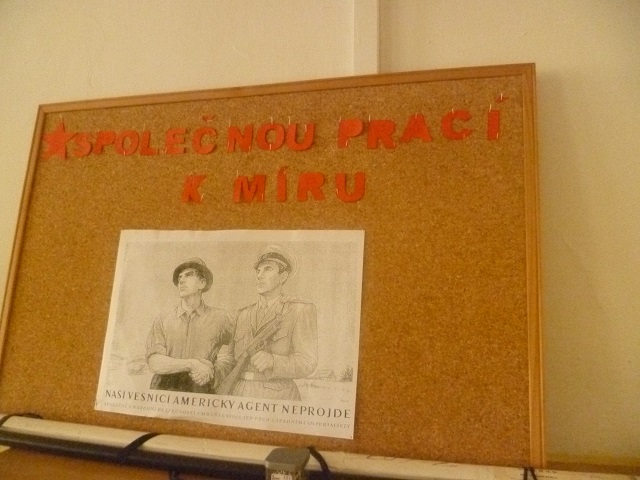 SPOLEČNOU PRACÍ
K MÍRU
NAŠÍ VESNICÍ AMERICKÝ AGENT NEPROJDE